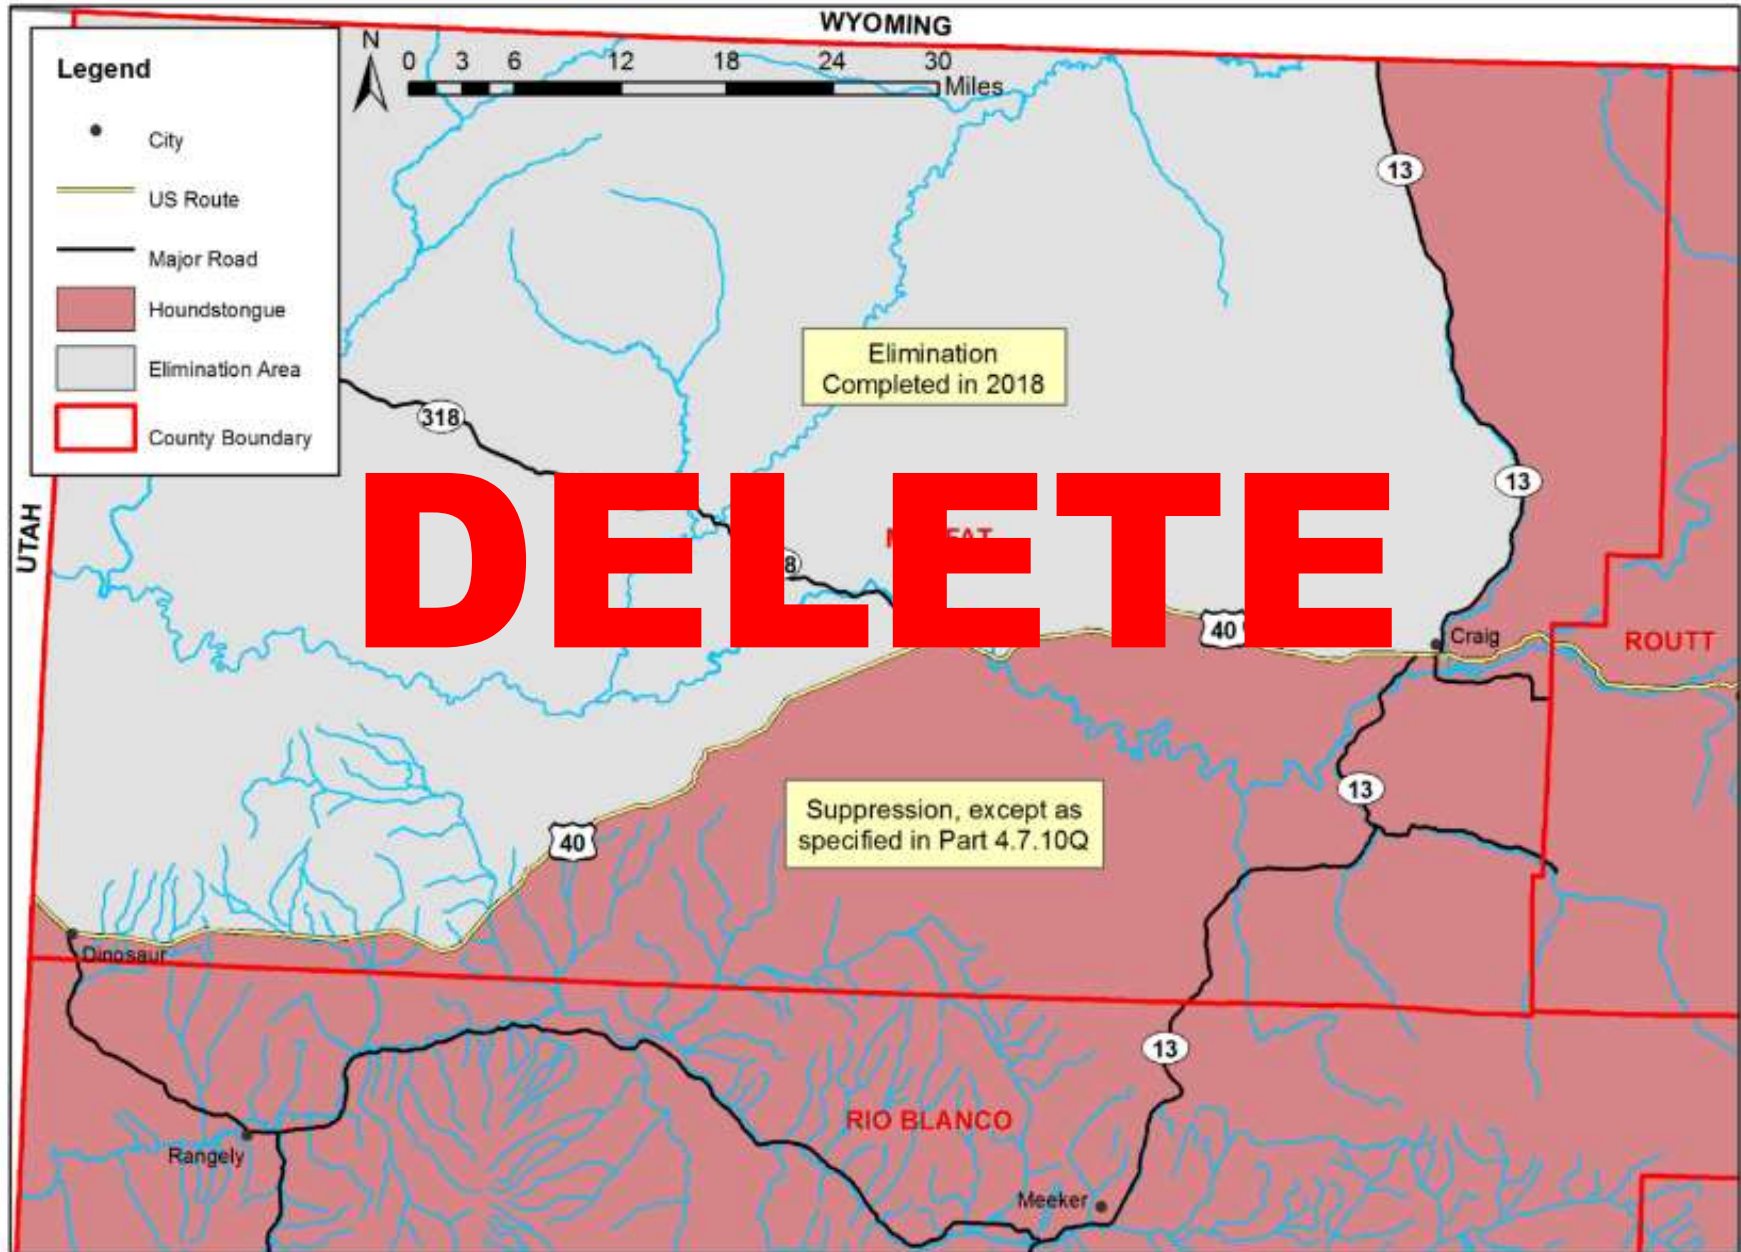 WYOMING
Legend
City
US Route
Major Road
Houndstongue
Elimination Area
County Boundary
N
0 3 6 12 18 24 30
Miles
13
Elimination
Completed in 2018
318
13
UTAH
DELETE
8
40
Craig
ROUTT
13
Suppression, except as
specified in Part 4.7.10Q
40
Dinosaur
13
RIO BLANCO
Rangely
Meeker